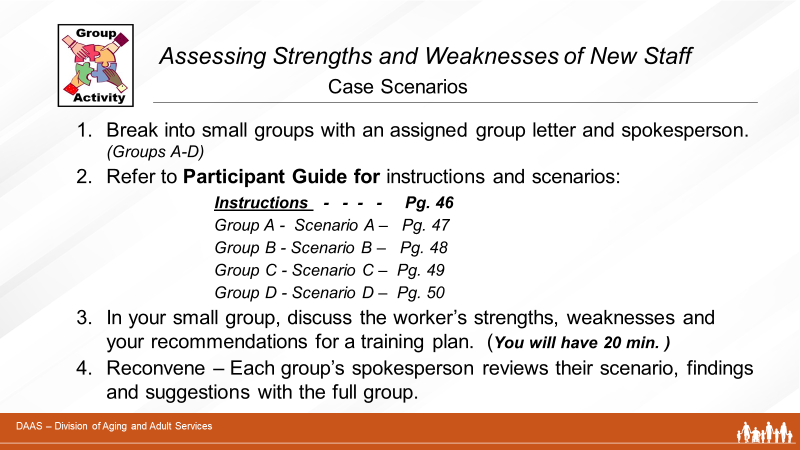 Group
Activity
Assessing Strengths and Weaknesses of New Staff
Case Scenarios
1. Break into small groups with an assigned group letter and spokesperson.
(Groups A-D)
2. Refer to Participant Guide for instructions and scenarios:
Instructions - - - - Pg. 46
Group A - Scenario A – Pg. 47
Group B - Scenario B – Pg. 48
Group C - Scenario C – Pg. 49
Group D - Scenario D – Pg. 50
3. In your small group, discuss the worker’s strengths, weaknesses and
your recommendations for a training plan. (You will have 20 min. )
4. Reconvene – Each group’s spokesperson reviews their scenario, findings
and suggestions with the full group.
DAAS – Division of Aging and Adult Services